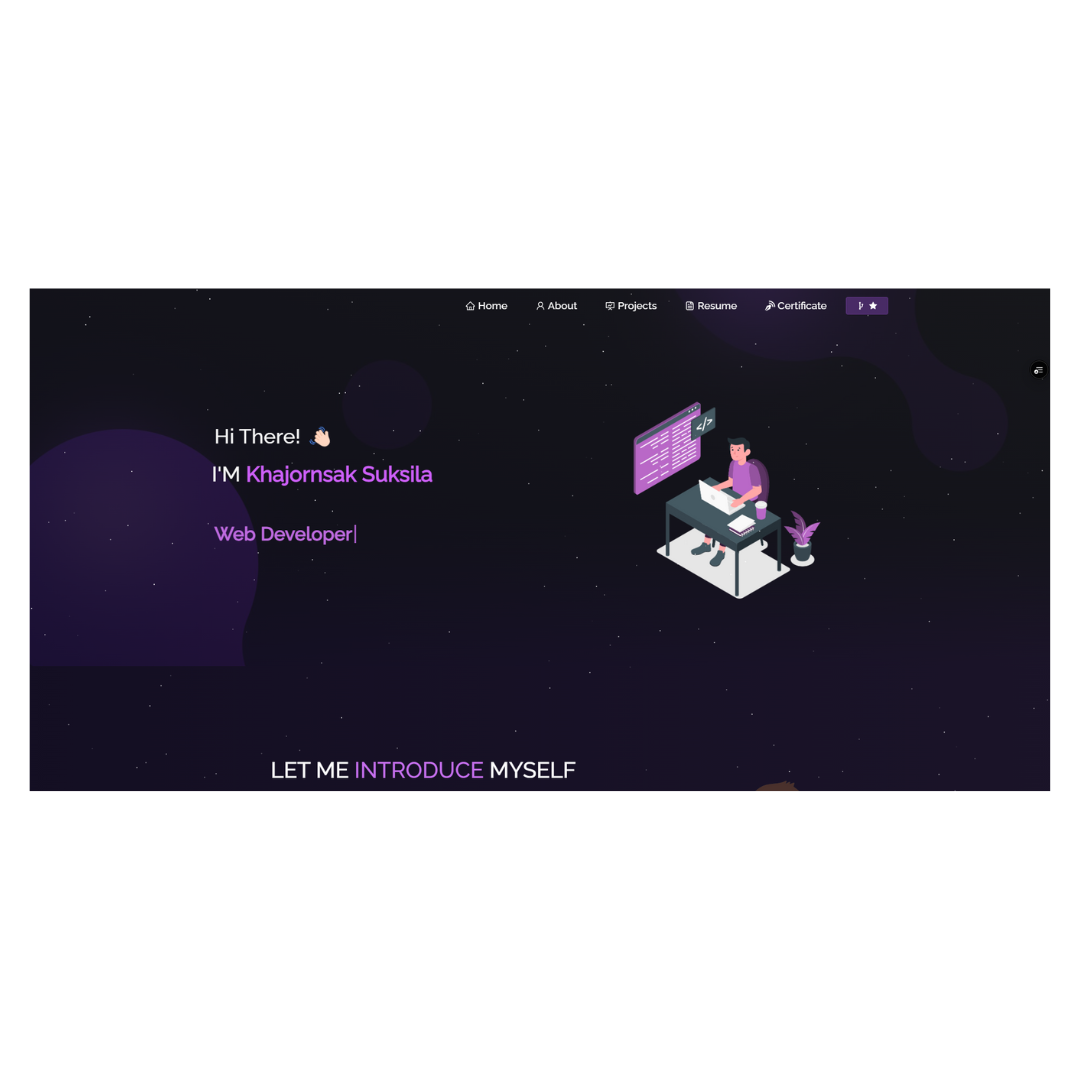 Home About Projects Resume Certificate
Hi There! 👋🏻
I'M Khajornsak Suksila
</>
Web Developer|
LET ME INTRODUCE MYSELF